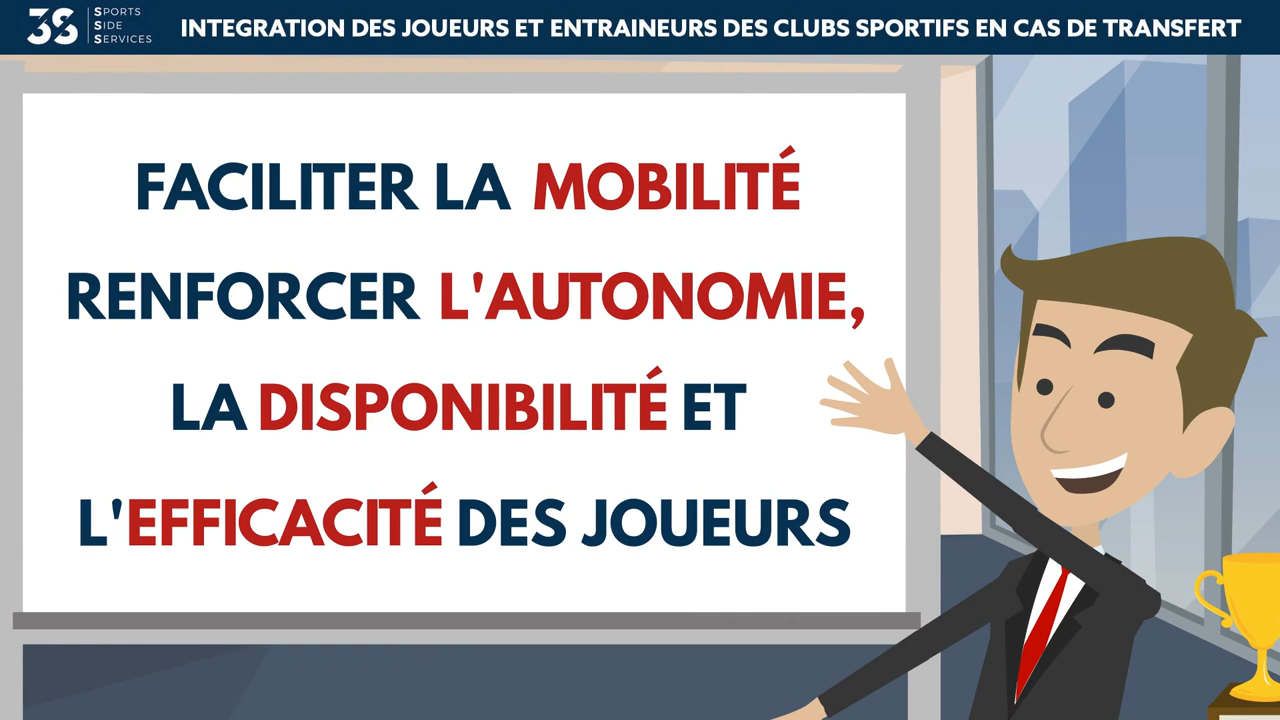 3S
SPORTS
SIDE
SERVICES
INTEGRATION DES JOUEURS ET ENTRAINEURS DES CLUBS SPORTIFS EN CAS DE TRANSFERT
FACILITER LA MOBILITÉ
RENFORCER L'AUTONOMIE,
LA DISPONIBILITÉ ET
L'EFFICACITÉ DES JOUEURS